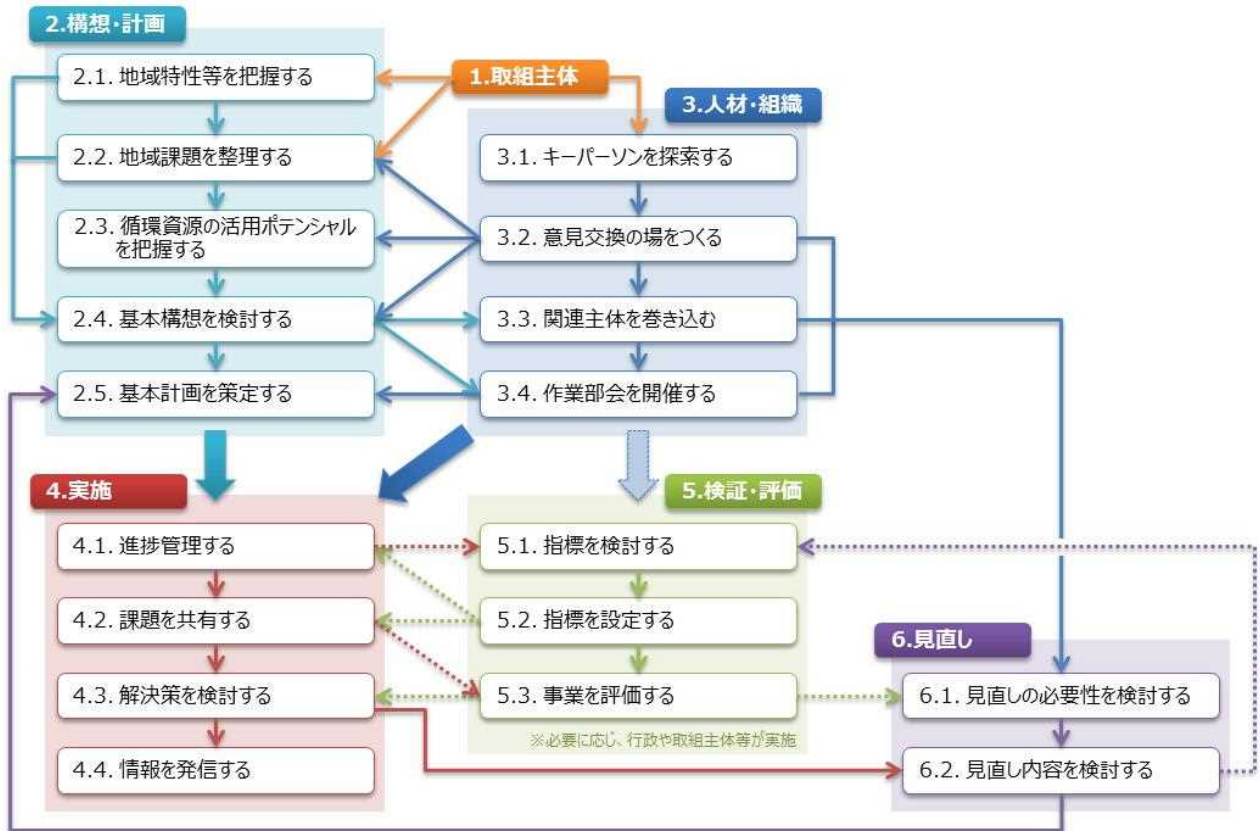 2.構想・計画
2.1. 地域特性等を把握する
2.2. 地域課題を整理する
2.3. 循環資源の活用ポテンシャル
を把握する
2.4. 基本構想を検討する
2.5. 基本計画を策定する
1.取組主体
3.人材・組織
3.1. キーパーソンを探索する
3.2. 意見交換の場をつくる
3.3. 関連主体を巻き込む
3.4. 作業部会を開催する
4.実施
4.1. 進捗管理する
4.2. 課題を共有する
4.3. 解決策を検討する
4.4. 情報を発信する
5.検証・評価
5.1. 指標を検討する
5.2. 指標を設定する
5.3. 事業を評価する
※必要に応じ、行政や取組主体等が実施
6.見直し
6.1. 見直しの必要性を検討する
6.2. 見直し内容を検討する